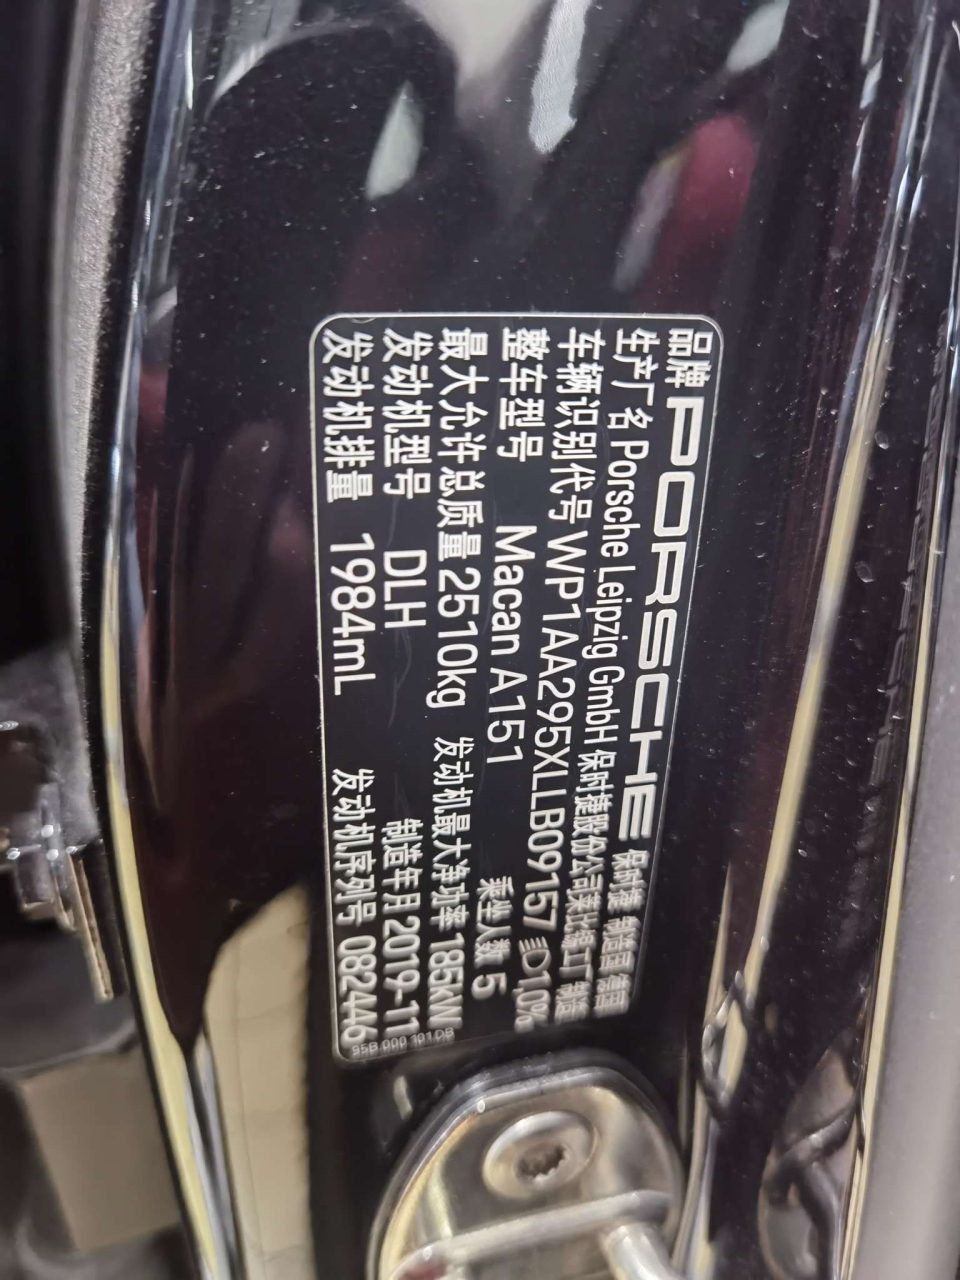 品牌 PORSCHE 保时捷 制造国 德国
生产厂名 Porsche Leipzig GmbH 保时捷股份公司莱比锡工厂 制造
车辆识别代号 WP1AA295XLLB09157 1,0%
整车型号 Macan A151 乘坐人数 5
最大允许总质量 2510kg 发动机最大净功率 185kW
发动机型号 DLH 制造年月 2019-11
发动机排量 1984mL 发动机序列号 082446
95B.000.101.DB